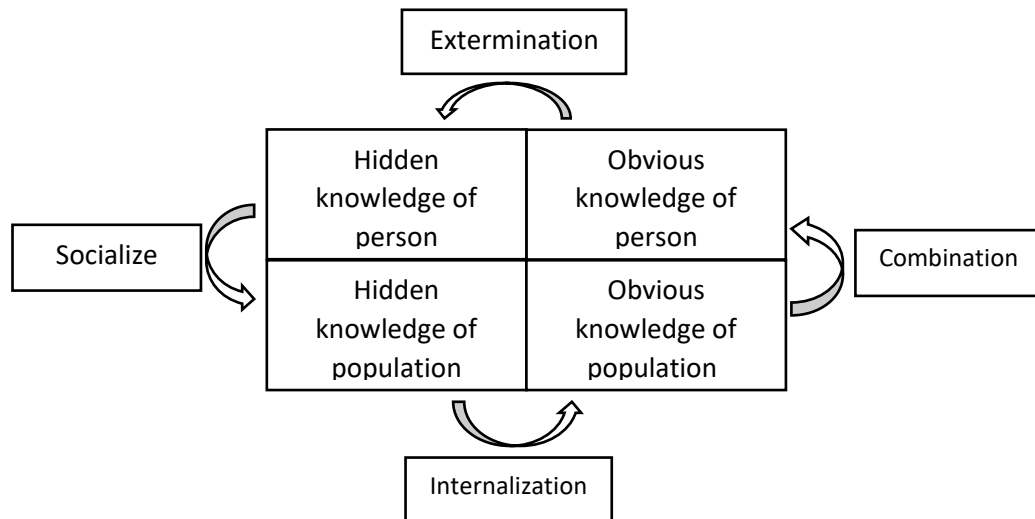 Extermination
Hidden
knowledge of
person
Obvious
knowledge of
person
Socialize
Combination
Hidden
knowledge of
population
Obvious
knowledge of
population
Internalization